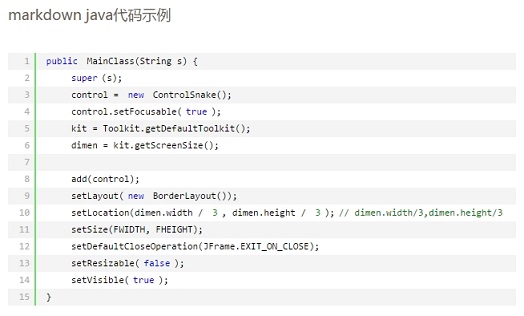 markdown java代码示例
1 public MainClass(String s) {
2 super (s);
3 control = new ControlSnake();
4 control.setFocusable( true );
5 kit = Toolkit.getDefaultToolkit();
6 dimen = kit.getScreenSize();
7
8 add(control);
9 setLayout( new BorderLayout());
10 setLocation(dimen.width / 3 , dimen.height / 3 ); // dimen.width/3,dimen.height/3
11 setSize(FWIDTH, FHEIGHT);
12 setDefaultCloseOperation(JFrame.EXIT_ON_CLOSE);
13 setResizable( false );
14 setVisible( true );
15 }